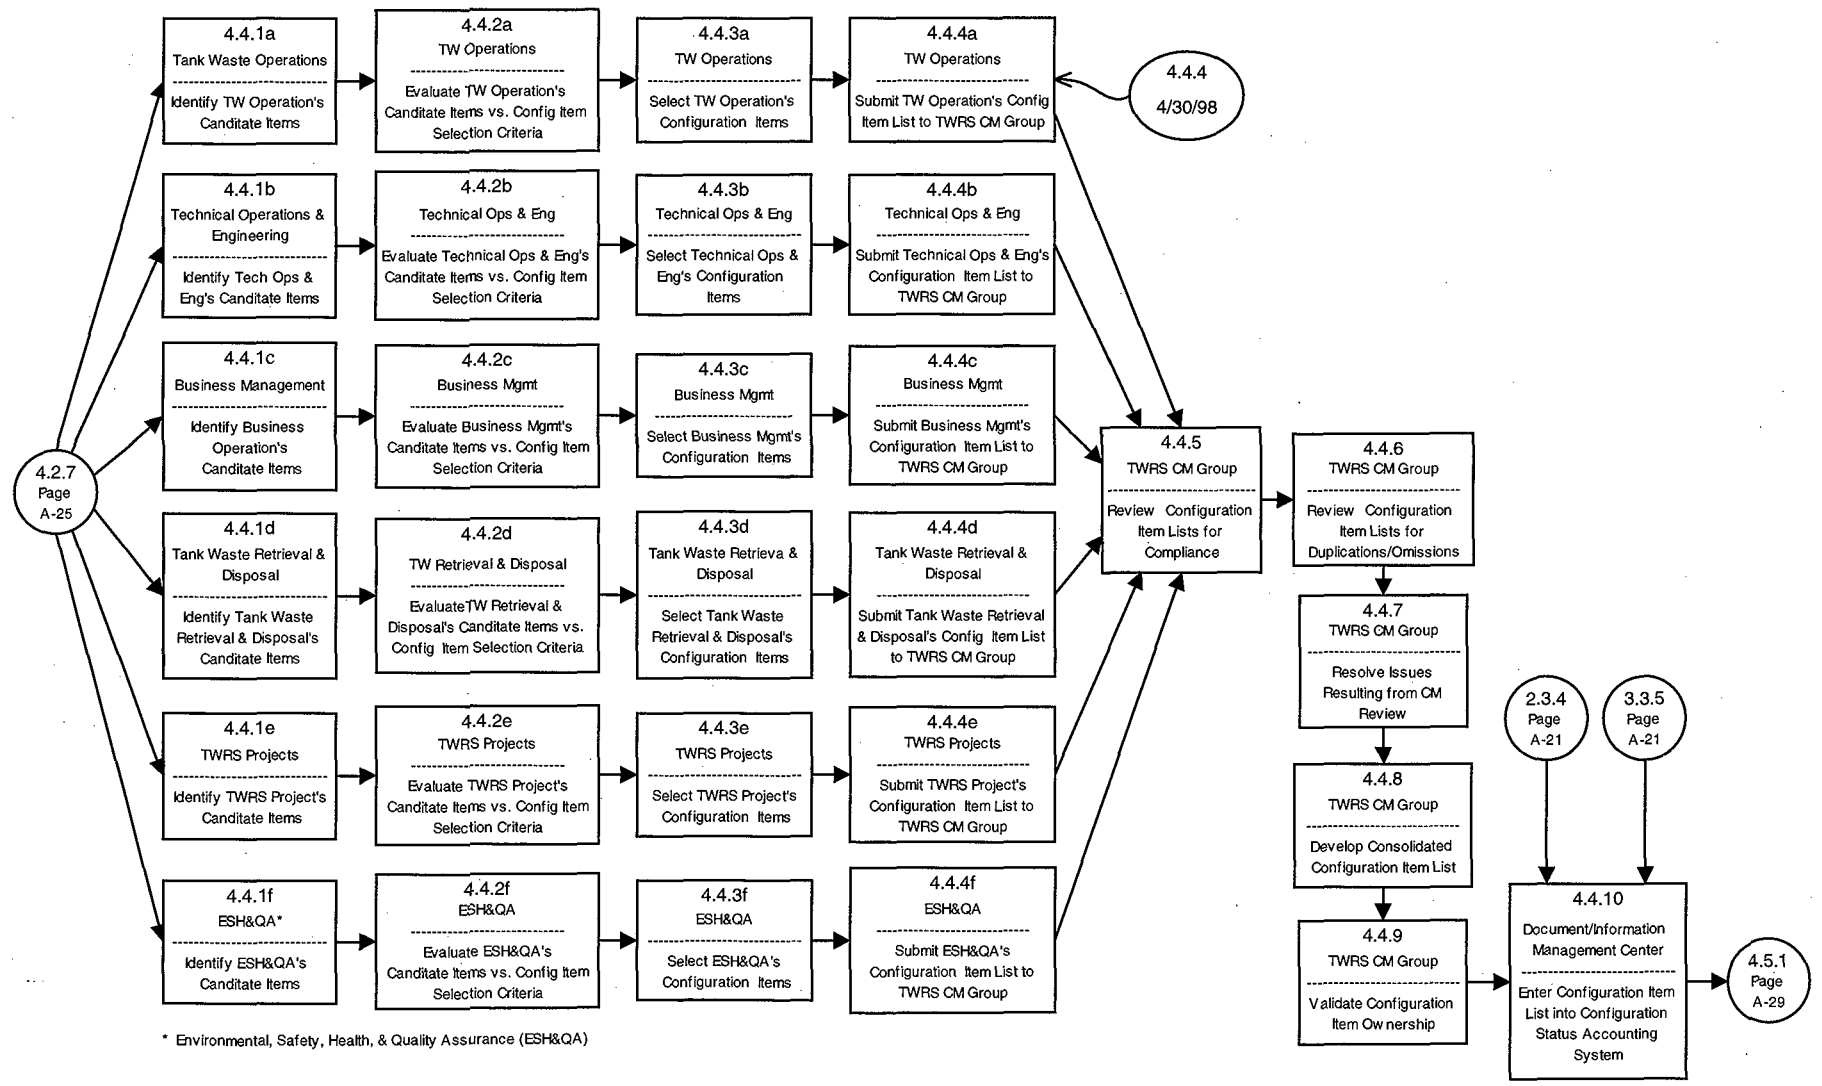 4.4.1a
Tank Waste Operations
Identify TW Operation's
Canditate Items
4.4.2a
TW Operations
Evaluate TW Operation's
Canditate Items vs. Config Item
Selection Criteria
4.4.3a
TW Operations
Select TW Operation's
Configuration Items
4.4.4a
TW Operations
Submit TW Operation's Config
Item List to TWRS CM Group
4.4.4
4/30/98
4.4.1b
Technical Operations &
Engineering
Identify Tech Ops &
Eng's Canditate Items
4.4.2b
Technical Ops & Eng
Evaluate Technical Ops & Eng's
Canditate Items vs. Config Item
Selection Criteria
4.4.3b
Technical Ops & Eng
Select Technical Ops &
Eng's Configuration
Items
4.4.4b
Technical Ops & Eng
Submit Technical Ops & Eng's
Configuration Item List to
TWRS CM Group
4.4.1c
Business Management
Identify Business
Operation's
Canditate Items
4.4.2c
Business Mgmt
Evaluate Business Mgmt's
Canditate Items vs. Config Item
Selection Criteria
4.4.3c
Business Mgmt
Select Business Mgmt's
Configuration Items
4.4.4c
Business Mgmt
Submit Business Mgmt's
Configuration Item List to
TWRS CM Group
4.2.7
Page
A-25
4.4.1d
Tank Waste Retrieval &
Disposal
Identify Tank Waste
Retrieval & Disposal's
Canditate Items
4.4.2d
TW Retrieval & Disposal
EvaluateTW Retrieval &
Disposal's Canditate Items vs.
Config Item Selection Criteria
4.4.3d
Tank Waste Retrieva &
Disposal
Select Tank Waste
Retrieval & Disposal's
Configuration Items
4.4.4d
Tank Waste Retrieval &
Disposal
Submit Tank Waste Retrieval
& Disposal's Config Item List
to TWRS CM Group
4.4.1e
TWRS Projects
Identify TWRS Project's
Canditate Items
4.4.2e
TWRS Projects
Evaluate TWRS Project's
Canditate Items vs. Config Item
Selection Criteria
4.4.3e
TWRS Projects
Select TWRS Project's
Configuration Items
4.4.4e
TWRS Projects
Submit TWRS Project's
Configuration Item List to
TWRS CM Group
4.4.1f
ESH&QA*
Identify ESH&QA's
Canditate Items
4.4.2f
ESH&QA
Evaluate ESH&QA's
Canditate Items vs. Config Item
Selection Criteria
4.4.3f
ESH&QA
Select ESH&QA's
Configuration Items
4.4.4f
ESH&QA
Submit ESH&QA's
Configuration Item List to
TWRS CM Group
4.4.5
TWRS CM Group
Review Configuration
Item Lists for
Compliance
4.4.6
TWRS CM Group
Review Configuration
Item Lists for
Duplications/Omissions
4.4.7
TWRS CM Group
Resolve Issues
Resulting from CM
Review
4.4.8
TWRS CM Group
Develop Consolidated
Configuration Item List
4.4.9
TWRS CM Group
Validate Configuration
Item Ownership
2.3.4
Page
A-21
3.3.5
Page
A-21
4.4.10
Document/Information
Management Center
Enter Configuration Item
List into Configuration
Status Accounting
System
4.5.1
Page
A-29
* Environmental, Safety, Health, & Quality Assurance (ESH&QA)